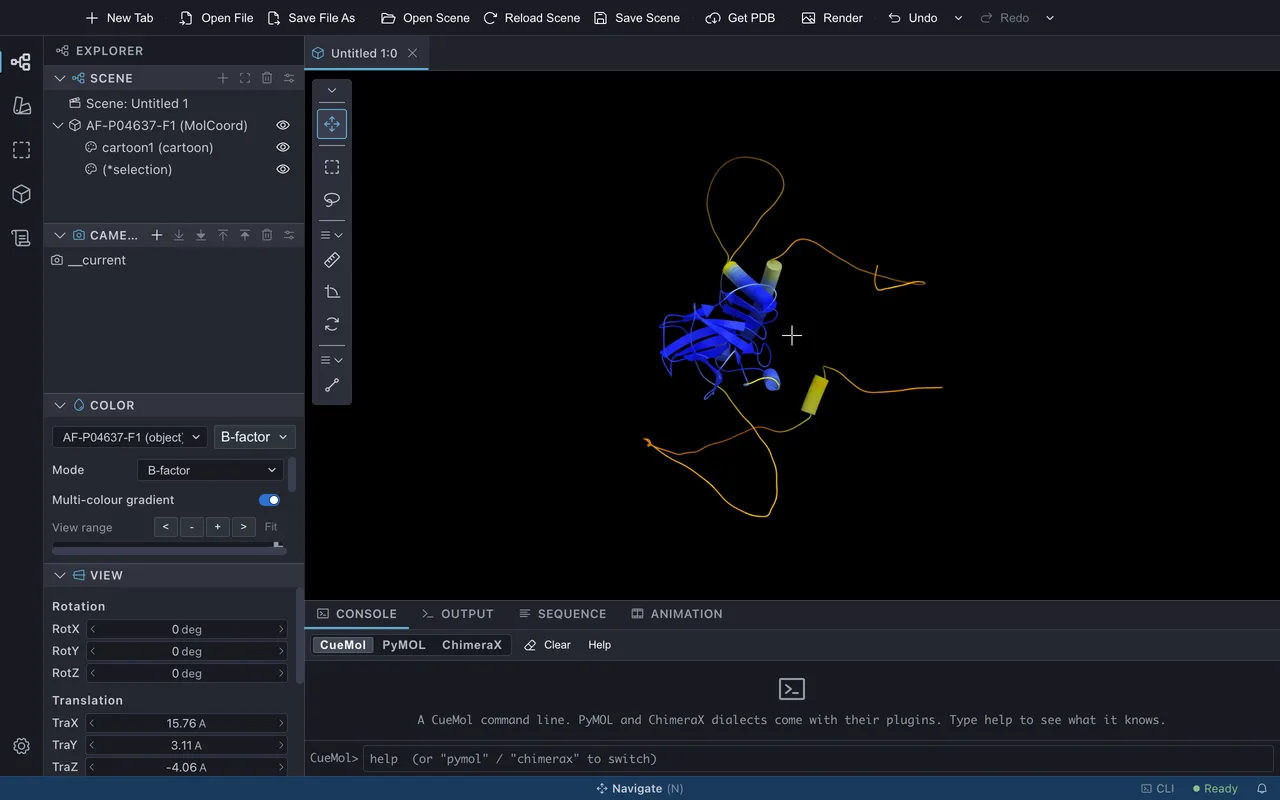 New Tab Open File Save File As Open Scene Reload Scene Save Scene Get PDB Render Undo Redo
EXPLORER
Untitled 1:0
SCENE
Scene: Untitled 1
AF-P04637-F1 (MolCoord)
cartoon1 (cartoon)
(*selection)
CAME...
__current
COLOR
AF-P04637-F1 (object) B-factor
Mode B-factor
Multi-colour gradient
View range < - + > Fit
VIEW
Rotation
RotX 0 deg
RotY 0 deg
RotZ 0 deg
Translation
TraX 15.76 A
TraY 3.11 A
TraZ -4.06 A
CONSOLE OUTPUT SEQUENCE ANIMATION
CueMol PyMOL ChimeraX Clear Help
A CueMol command line. PyMOL and ChimeraX dialects come with their plugins. Type help to see what it knows.
CueMol> help (or "pymol" / "chimerax" to switch)
Navigate (N) CLI Ready